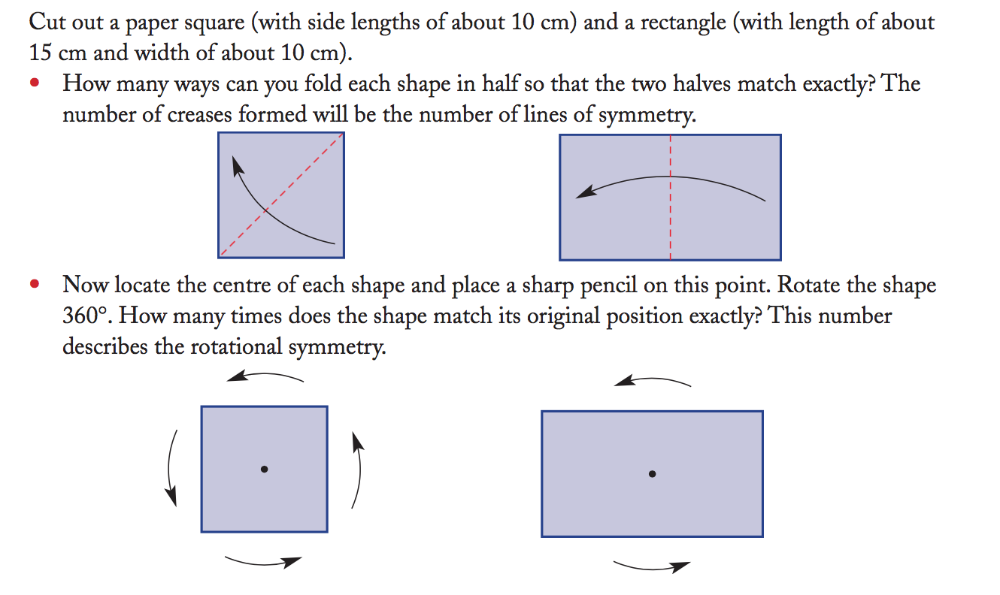 Cut out a paper square (with side lengths of about 10 cm) and a rectangle (with length of about
15 cm and width of about 10 cm).
• How many ways can you fold each shape in half so that the two halves match exactly? The
number of creases formed will be the number of lines of symmetry.
• Now locate the centre of each shape and place a sharp pencil on this point. Rotate the shape
360°. How many times does the shape match its original position exactly? This number
describes the rotational symmetry.